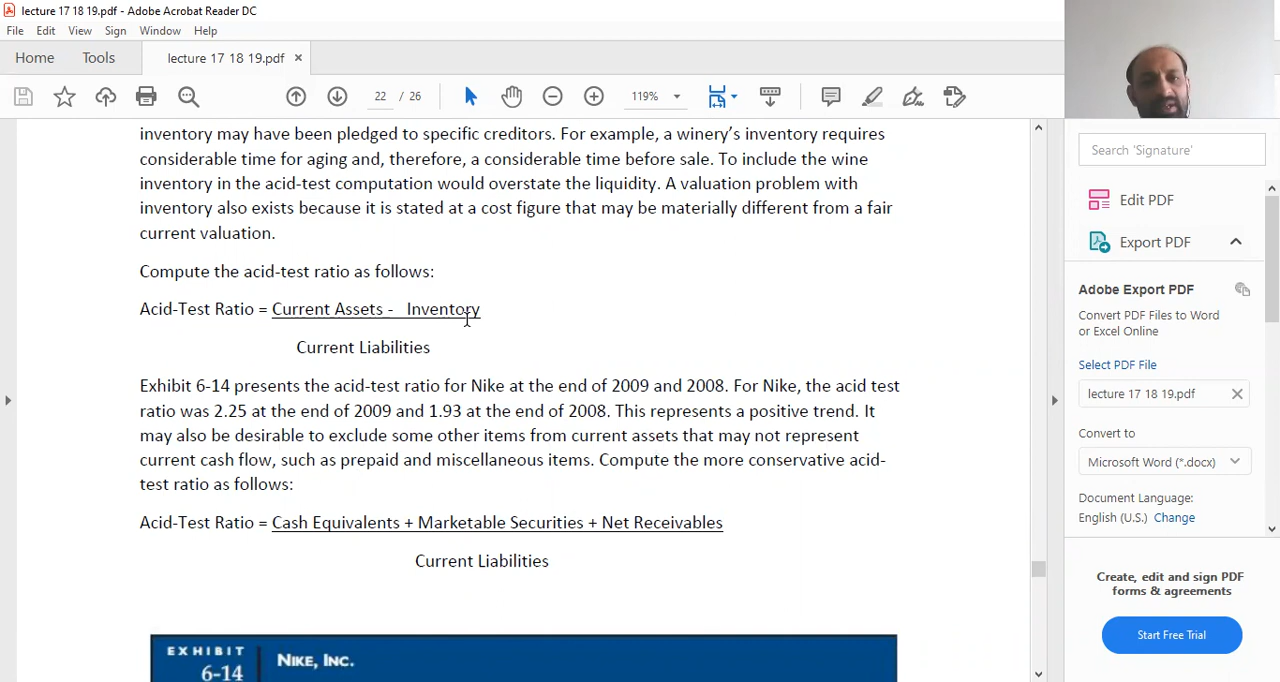 lecture 17 18 19.pdf - Adobe Acrobat Reader DC
File Edit View Sign Window Help
Home Tools lecture 17 18 19.pdf ×
22 / 26 119%
inventory may have been pledged to specific creditors. For example, a winery's inventory requires
considerable time for aging and, therefore, a considerable time before sale. To include the wine
inventory in the acid-test computation would overstate the liquidity. A valuation problem with
inventory also exists because it is stated at a cost figure that may be materially different from a fair
current valuation.
Compute the acid-test ratio as follows:
Acid-Test Ratio = Current Assets - Inventory
Current Liabilities
Exhibit 6-14 presents the acid-test ratio for Nike at the end of 2009 and 2008. For Nike, the acid test
ratio was 2.25 at the end of 2009 and 1.93 at the end of 2008. This represents a positive trend. It
may also be desirable to exclude some other items from current assets that may not represent
current cash flow, such as prepaid and miscellaneous items. Compute the more conservative acid-
test ratio as follows:
Acid-Test Ratio = Cash Equivalents + Marketable Securities + Net Receivables
Current Liabilities
EXHIBIT
6-14
NIKE, INC.
Search 'Signature'
Edit PDF
Export PDF
Adobe Export PDF
Convert PDF Files to Word
or Excel Online
Select PDF File
lecture 17 18 19.pdf ×
Convert to
Microsoft Word (*.docx)
Document Language:
English (U.S.) Change
Create, edit and sign PDF
forms & agreements
Start Free Trial